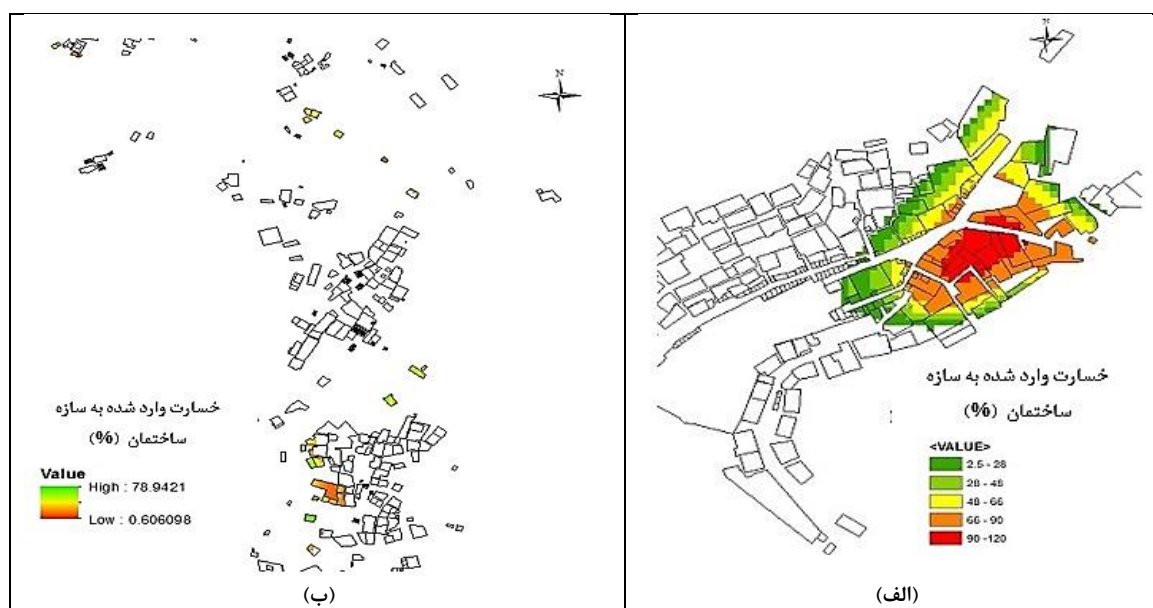 N
خسارت وارد شده به سازه
ساختمان (%)
<VALUE>
2.5 - 28
28 - 48
48 - 66
66 - 90
90 -120
(الف)
N
خسارت وارد شده به سازه
ساختمان (%)
Value
High : 78.9421
Low : 0.606098
(ب)